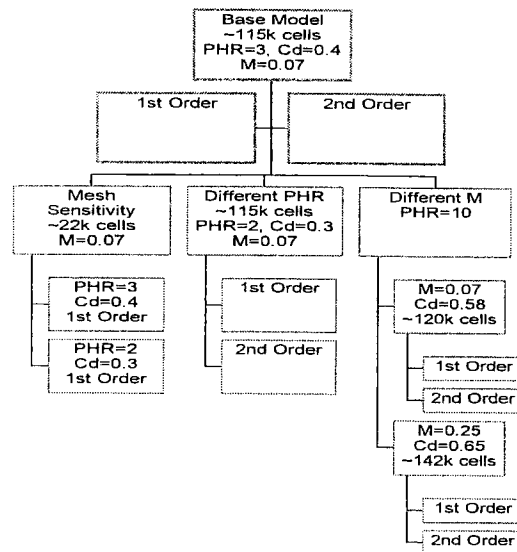 Base Model
~115k cells
PHR=3, Cd=0.4
M=0.07
1st Order
2nd Order
Mesh
Sensitivity
~22k cells
M=0.07
PHR=3
Cd=0.4
1st Order
PHR=2
Cd=0.3
1st Order
Different PHR
~115k cells
PHR=2, Cd=0.3
M=0.07
1st Order
2nd Order
Different M
PHR=10
M=0.07
Cd=0.58
~120k cells
1st Order
2nd Order
M=0.25
Cd=0.65
~142k cells
1st Order
2nd Order